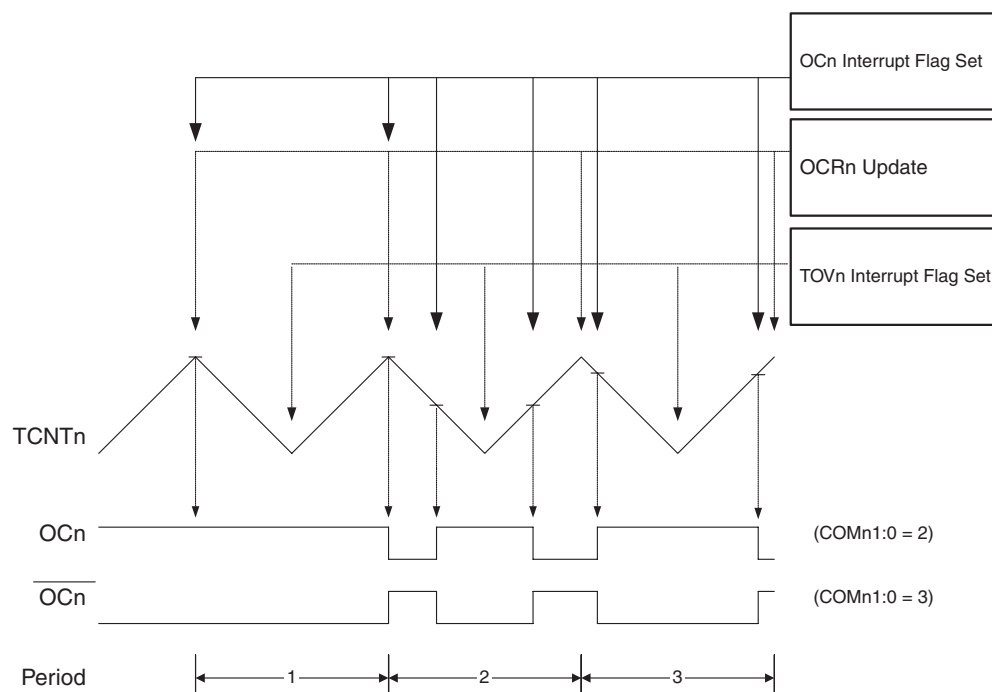 OCn Interrupt Flag Set
OCRn Update
TOVn Interrupt Flag Set
TCNTn
OCn
(COMn1:0 = 2)
O̅C̅n̅
(COMn1:0 = 3)
Period
1
2
3